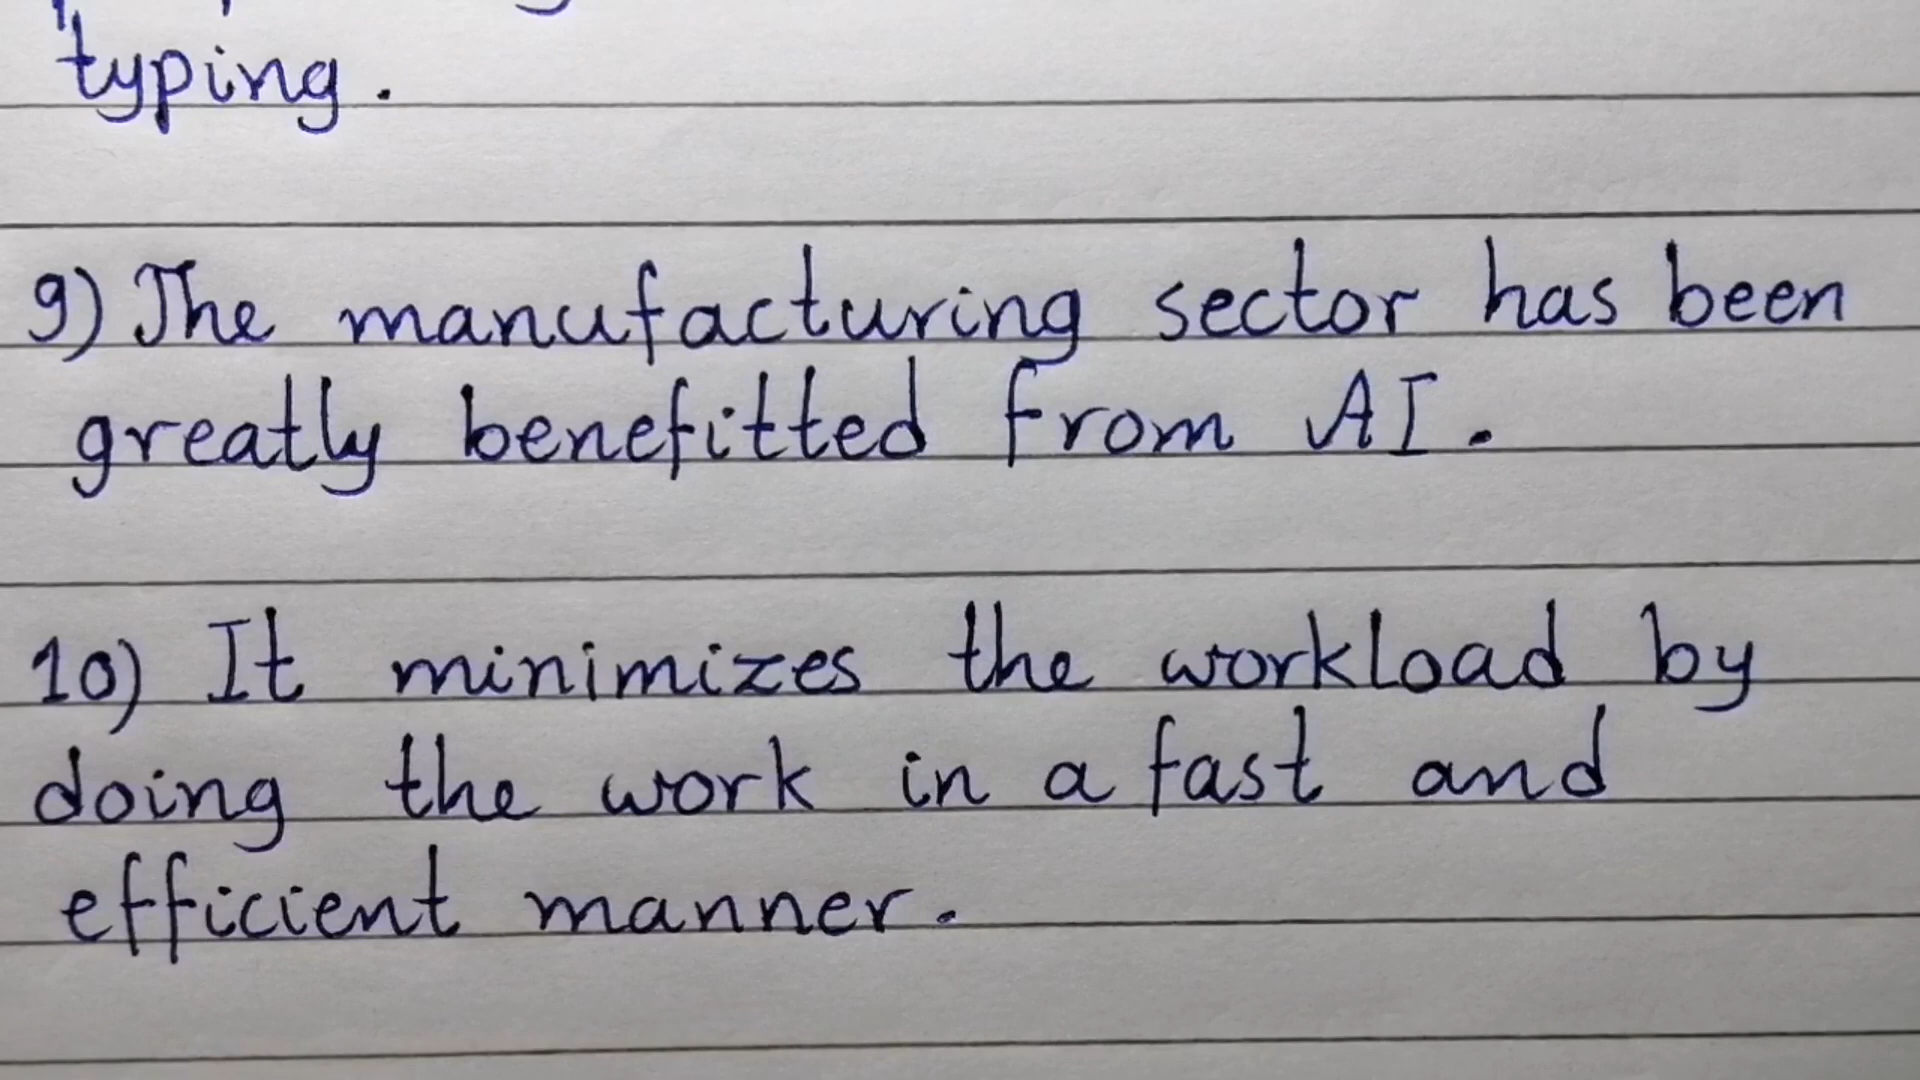 typing.
9) The manufacturing sector has been
greatly benefitted from AI.
10) It minimizes the workload by
doing the work in a fast and
efficient manner.